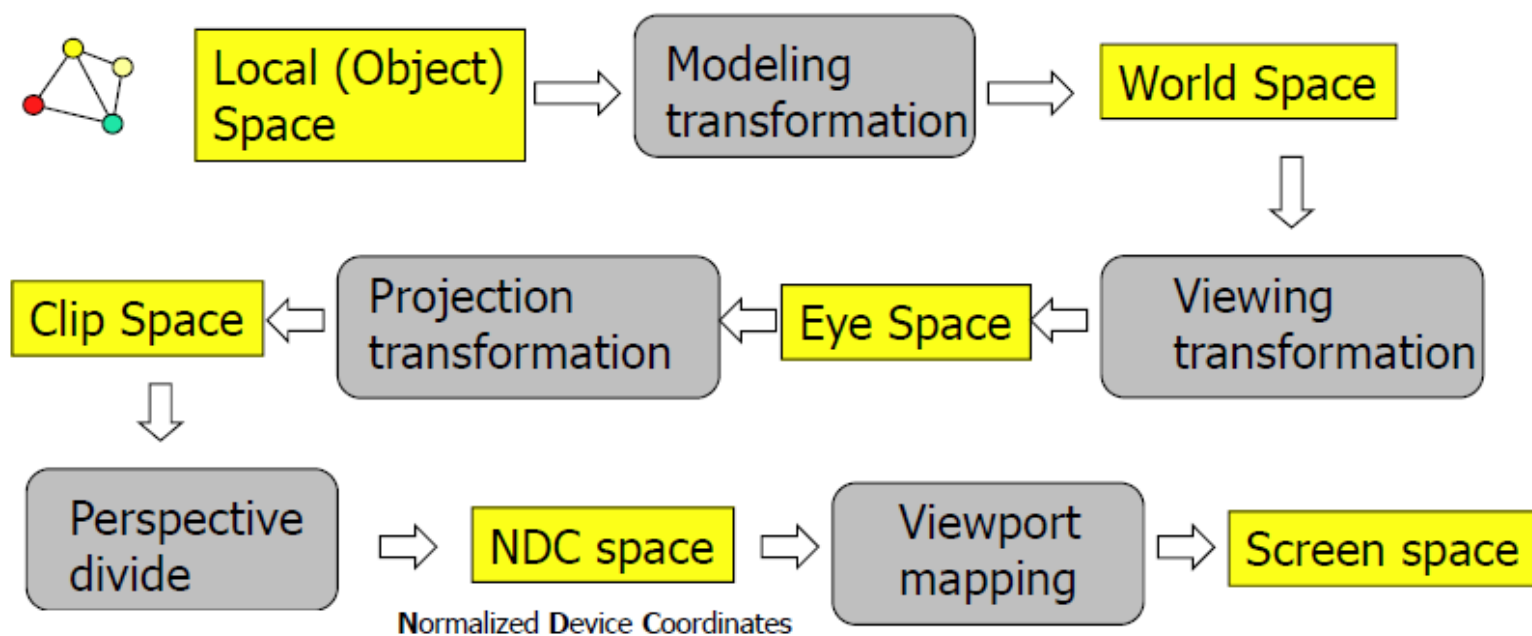 Local (Object)
Space
Modeling
transformation
World Space
Viewing
transformation
Eye Space
Projection
transformation
Clip Space
Perspective
divide
NDC space
Normalized Device Coordinates
Viewport
mapping
Screen space